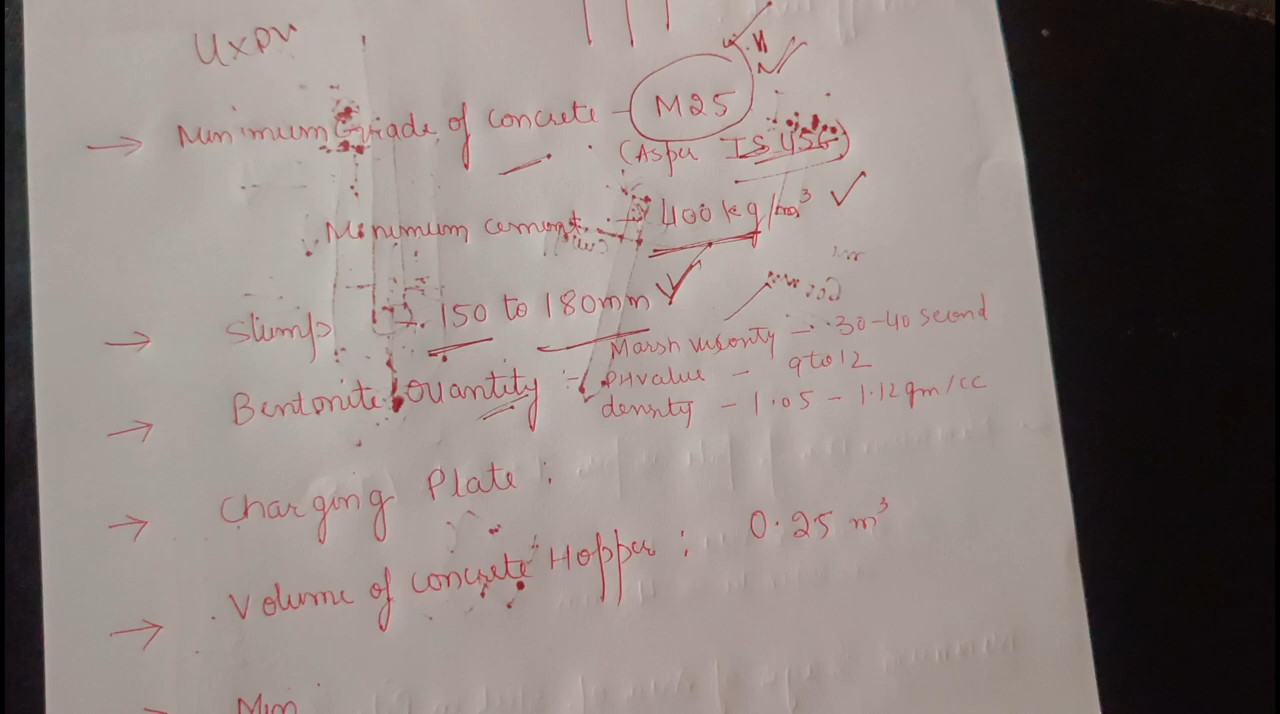 → Minimum Grade of concrete - M25
(As per IS 456)
Minimum cement :- 400 kg/m³ ✓
→ Slump :- 150 to 180mm ✓
→ Bentonite Quantity :- Marsh viscosity - 30-40 second
PH value - 9 to 12
density - 1.05 - 1.12 gm/cc
→ Charging Plate :
→ Volume of concrete Hopper : 0.25 m³
→ Min